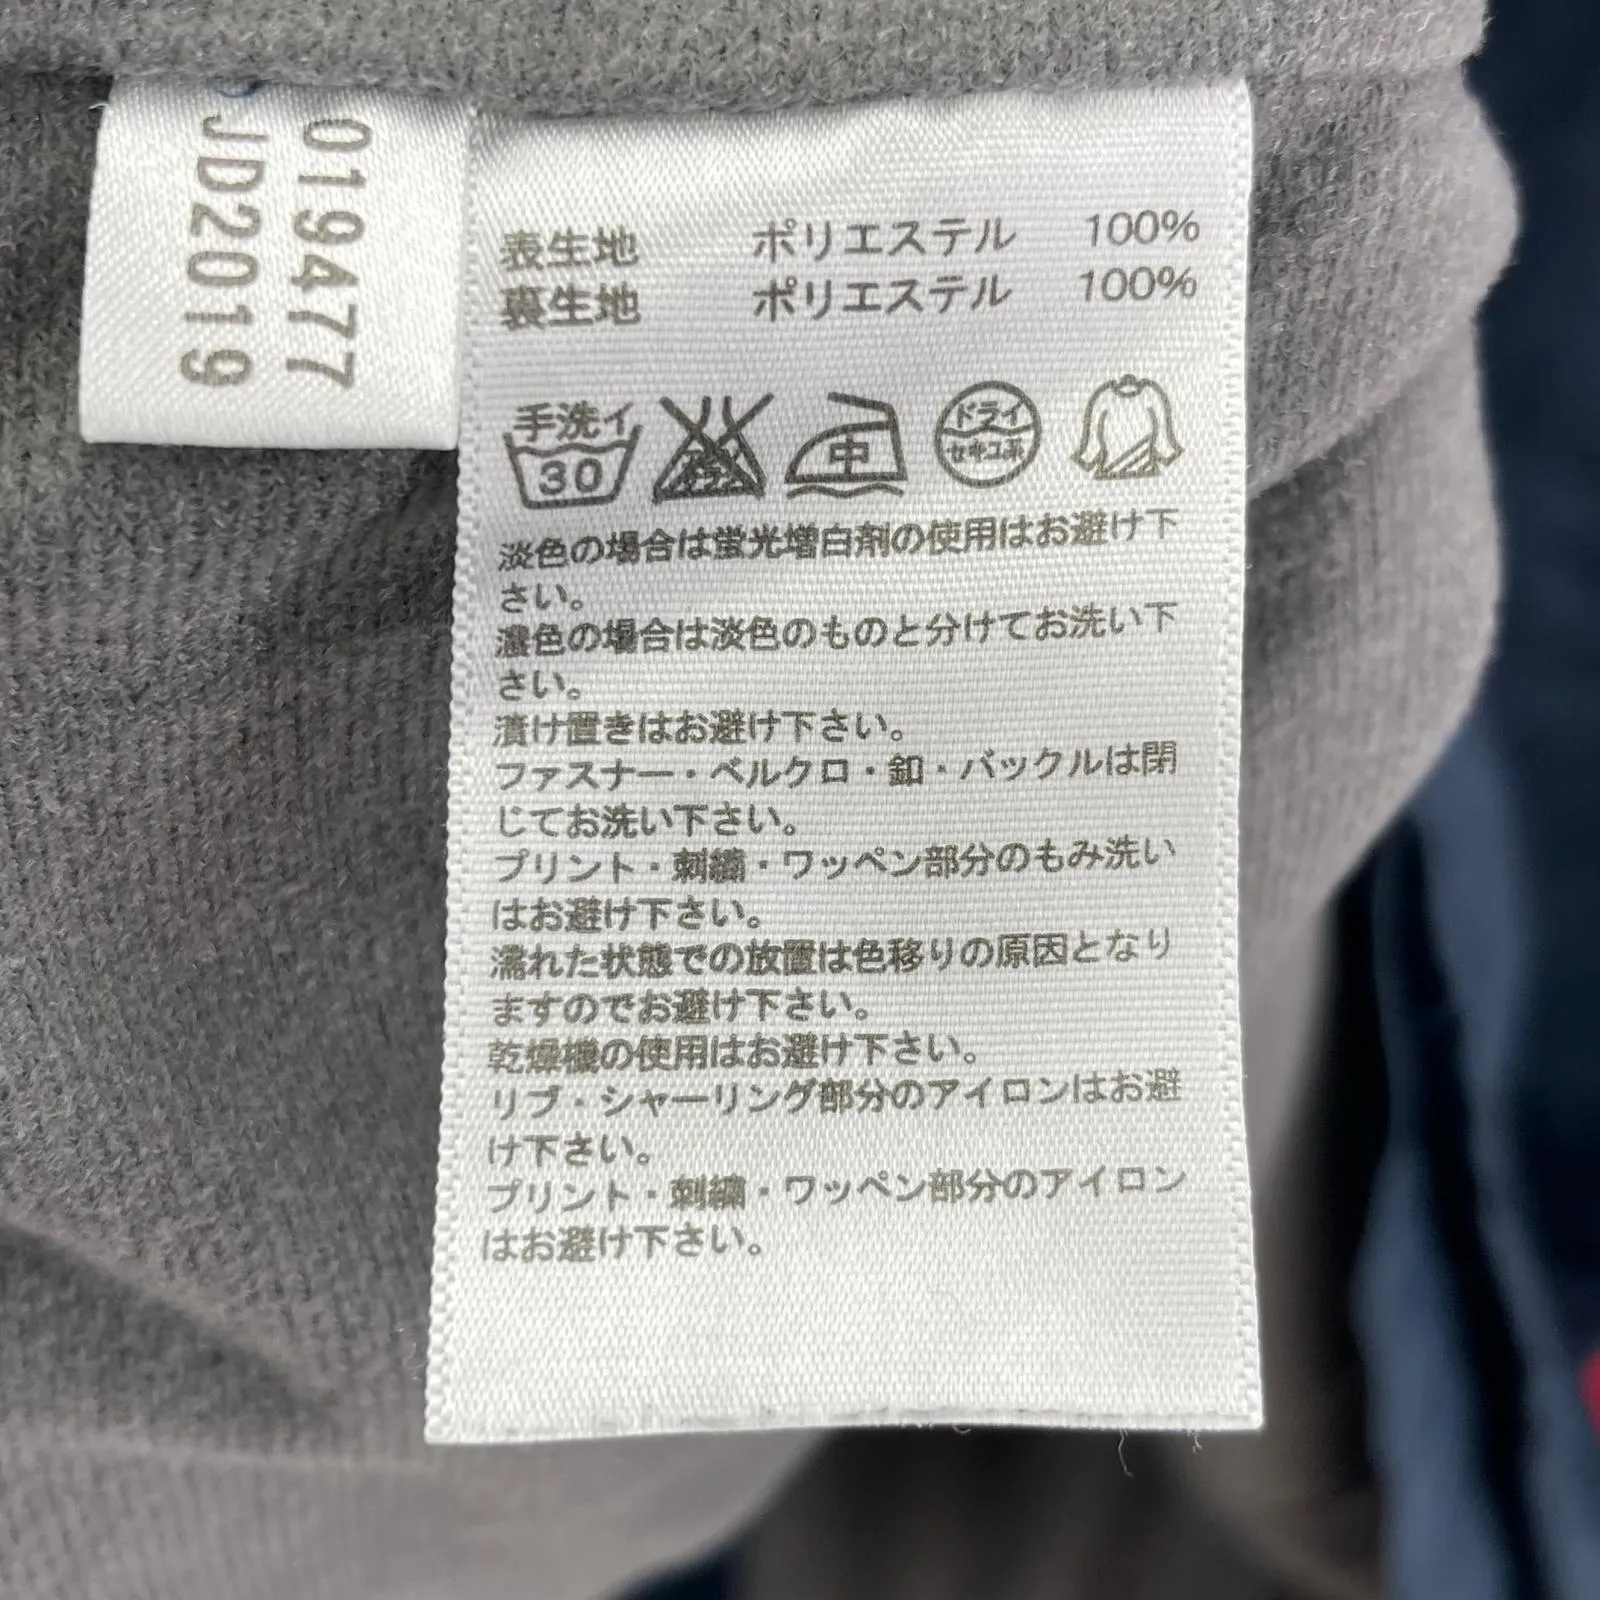 019477
JD2019
表生地 ポリエステル 100%
裏生地 ポリエステル 100%
手洗イ
30
中
ドライ
セキユ系
淡色の場合は蛍光増白剤の使用はお避け下
さい。
濃色の場合は淡色のものと分けてお洗い下
さい。
漬け置きはお避け下さい。
ファスナー・ベルクロ・釦・バックルは閉
じてお洗い下さい。
プリント・刺繍・ワッペン部分のもみ洗い
はお避け下さい。
濡れた状態での放置は色移りの原因となり
ますのでお避け下さい。
乾燥機の使用はお避け下さい。
リブ・シャーリング部分のアイロンはお避
け下さい。
プリント・刺繍・ワッペン部分のアイロン
はお避け下さい。